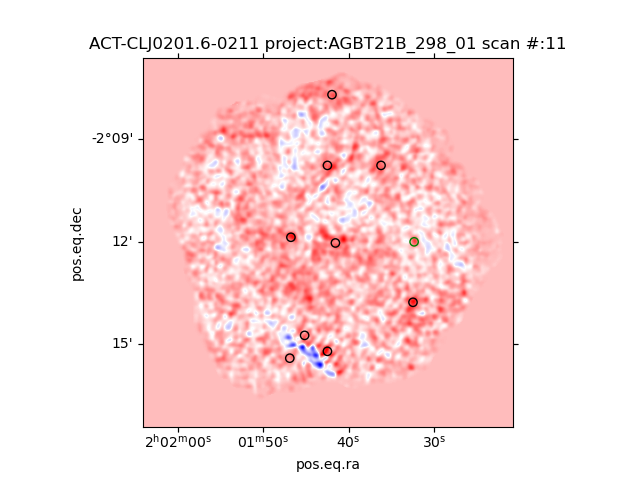 ACT-CLJ0201.6-0211 project:AGBT21B_298_01 scan #:11
-2°09'
12'
15'
2ʰ02ᵐ00ˢ 01ᵐ50ˢ 40ˢ 30ˢ
pos.eq.ra
pos.eq.dec